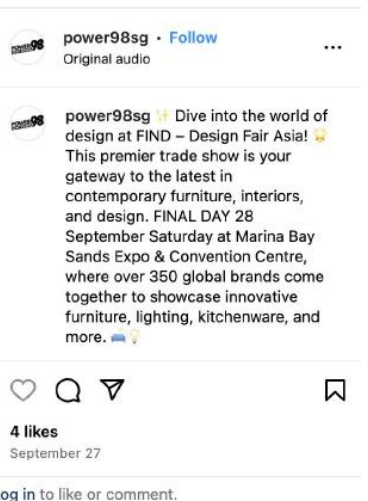 POWER98 power98sg • Follow
Original audio
POWER98 power98sg ✨ Dive into the world of
design at FIND – Design Fair Asia! 🌟
This premier trade show is your
gateway to the latest in
contemporary furniture, interiors,
and design. FINAL DAY 28
September Saturday at Marina Bay
Sands Expo & Convention Centre,
where over 350 global brands come
together to showcase innovative
furniture, lighting, kitchenware, and
more. 🛋️💡
4 likes
September 27
og in to like or comment.